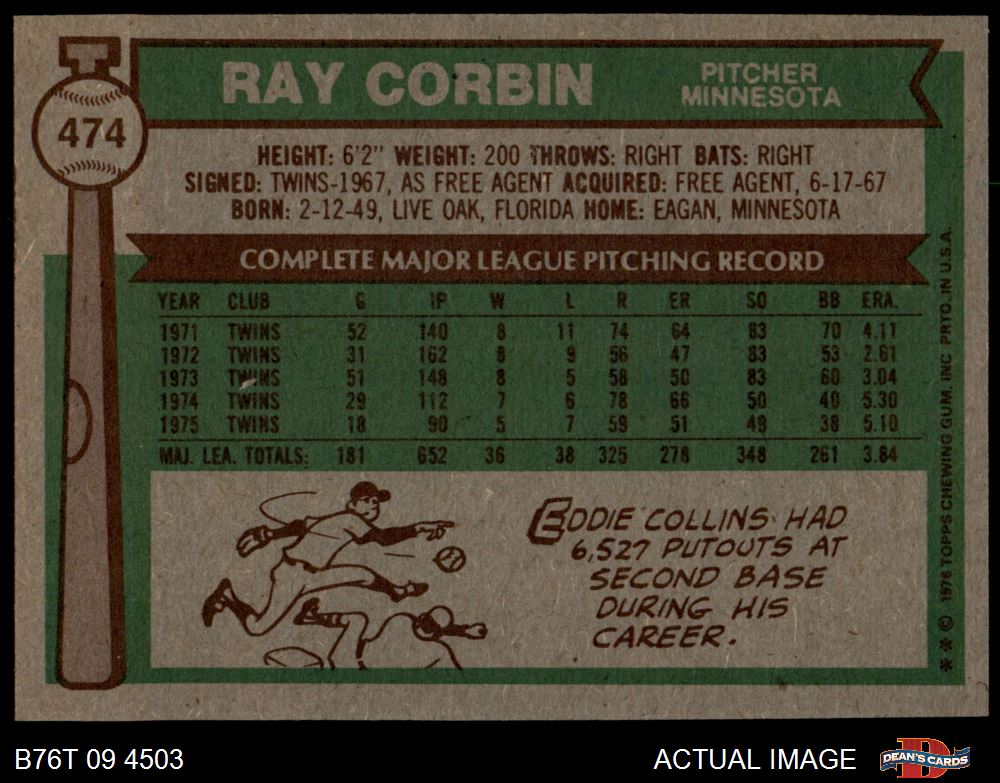 RAY CORBIN
PITCHER
MINNESOTA
474
HEIGHT: 6'2" WEIGHT: 200 THROWS: RIGHT BATS: RIGHT
SIGNED: TWINS-1967, AS FREE AGENT ACQUIRED: FREE AGENT, 6-17-67
BORN: 2-12-49, LIVE OAK, FLORIDA HOME: EAGAN, MINNESOTA
COMPLETE MAJOR LEAGUE PITCHING RECORD
YEAR CLUB G IP W L R ER SO BB ERA.
1971 TWINS 52 140 8 11 74 64 83 70 4.11
1972 TWINS 31 162 8 9 56 47 83 53 2.61
1973 TWINS 51 148 8 5 58 50 83 60 3.04
1974 TWINS 29 112 7 6 78 66 50 40 5.30
1975 TWINS 18 90 5 7 59 51 49 38 5.10
MAJ. LEA. TOTALS: 181 652 36 38 325 278 348 261 3.84
EDDIE COLLINS HAD
6,527 PUTOUTS AT
SECOND BASE
DURING HIS
CAREER.
** © 1976 TOPPS CHEWING GUM, INC. PRTD. IN U.S.A.
B76T 09 4503
ACTUAL IMAGE
DEAN'S CARDS